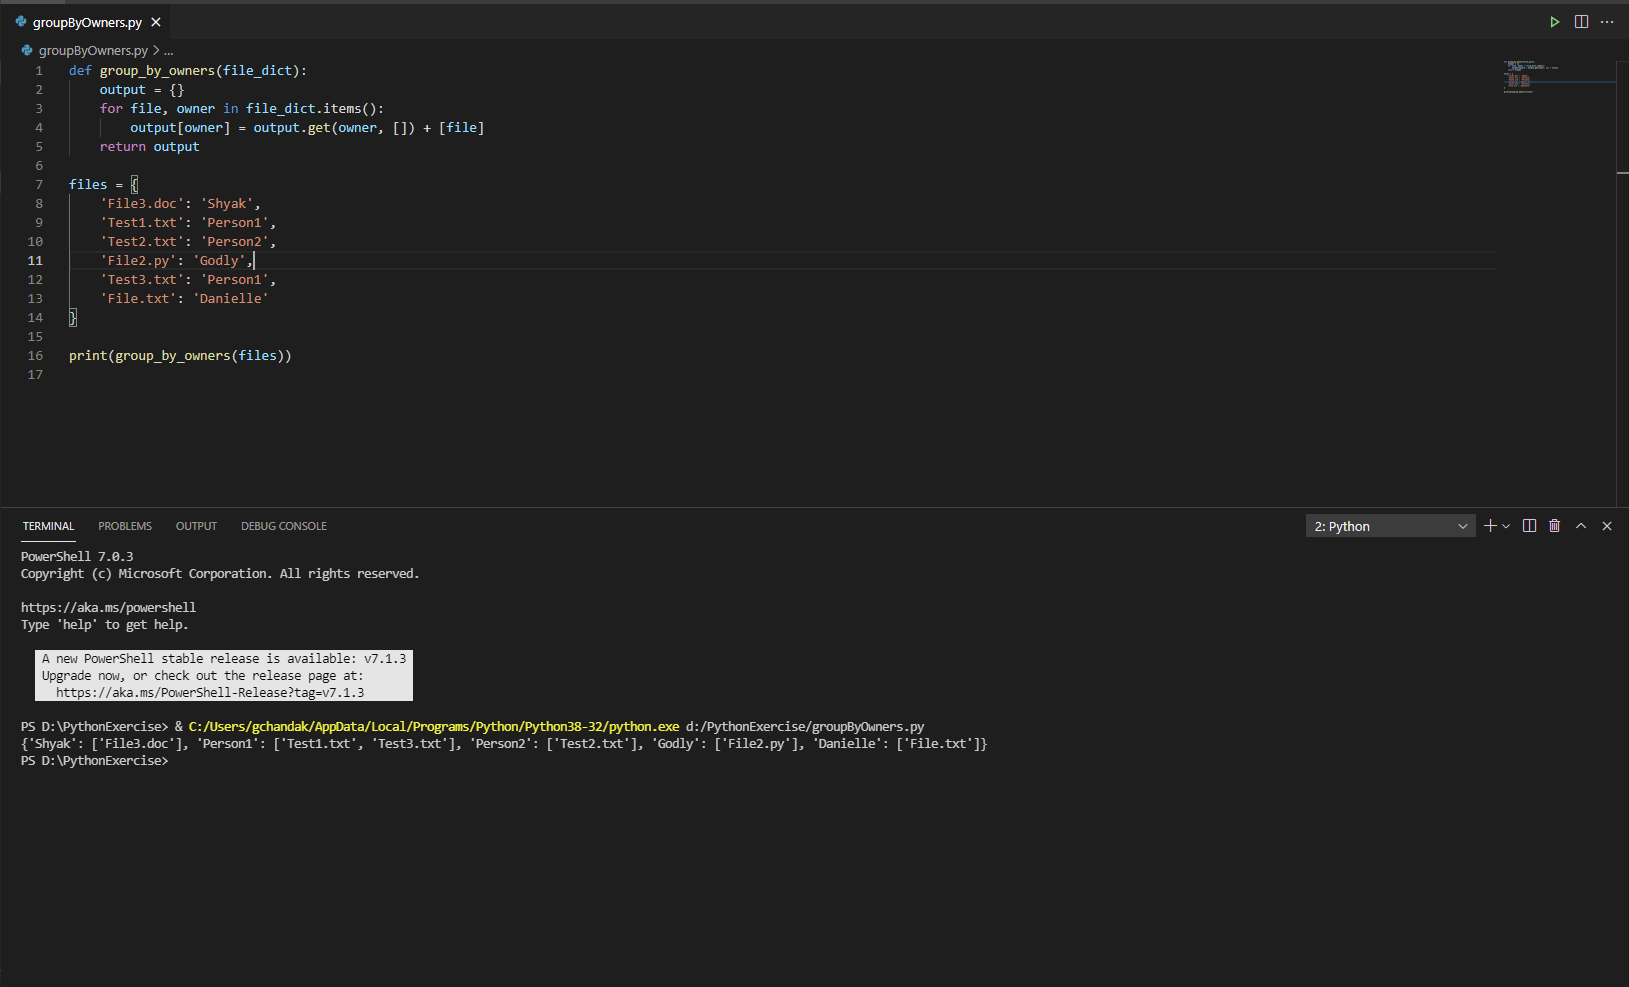 groupByOwners.py
groupByOwners.py > ...
1 def group_by_owners(file_dict):
2     output = {}
3     for file, owner in file_dict.items():
4         output[owner] = output.get(owner, []) + [file]
5     return output
6
7 files = {
8     'File3.doc': 'Shyak',
9     'Test1.txt': 'Person1',
10     'Test2.txt': 'Person2',
11     'File2.py': 'Godly',
12     'Test3.txt': 'Person1',
13     'File.txt': 'Danielle'
14 }
15
16 print(group_by_owners(files))
17
TERMINAL PROBLEMS OUTPUT DEBUG CONSOLE 2: Python
PowerShell 7.0.3
Copyright (c) Microsoft Corporation. All rights reserved.
https://aka.ms/powershell
Type 'help' to get help.
A new PowerShell stable release is available: v7.1.3
Upgrade now, or check out the release page at:
https://aka.ms/PowerShell-Release?tag=v7.1.3
PS D:\PythonExercise> & C:/Users/gchandak/AppData/Local/Programs/Python/Python38-32/python.exe d:/PythonExercise/groupByOwners.py
{'Shyak': ['File3.doc'], 'Person1': ['Test1.txt', 'Test3.txt'], 'Person2': ['Test2.txt'], 'Godly': ['File2.py'], 'Danielle': ['File.txt']}
PS D:\PythonExercise>